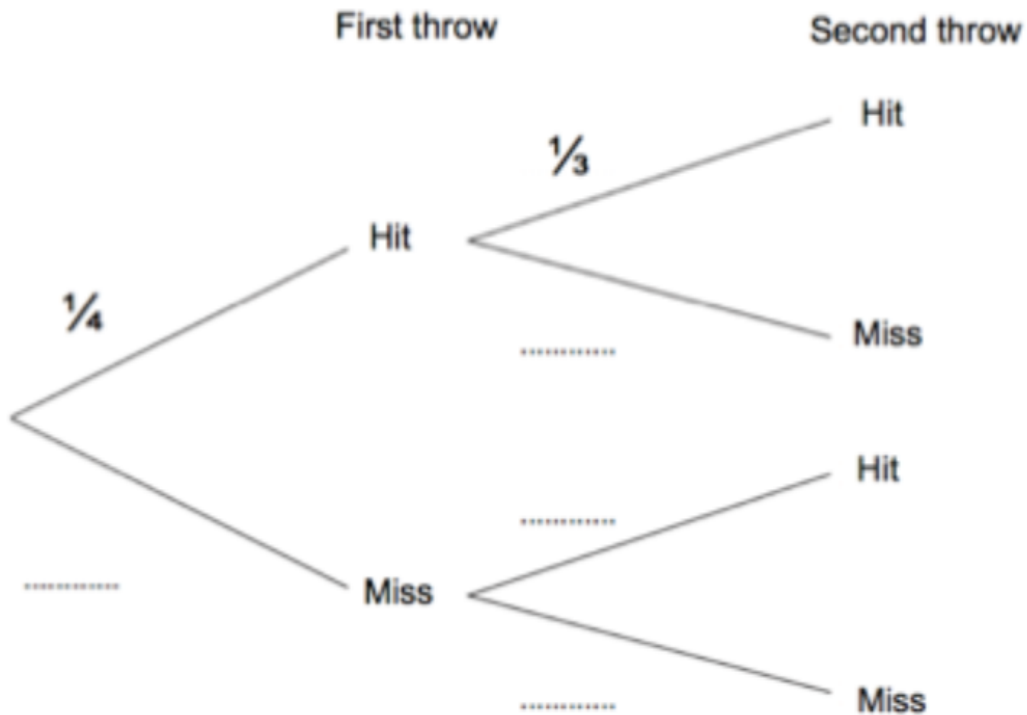 First throw
Second throw
Hit
⅓
Hit
¼
Miss
............
Hit
............
............
Miss
............
Miss